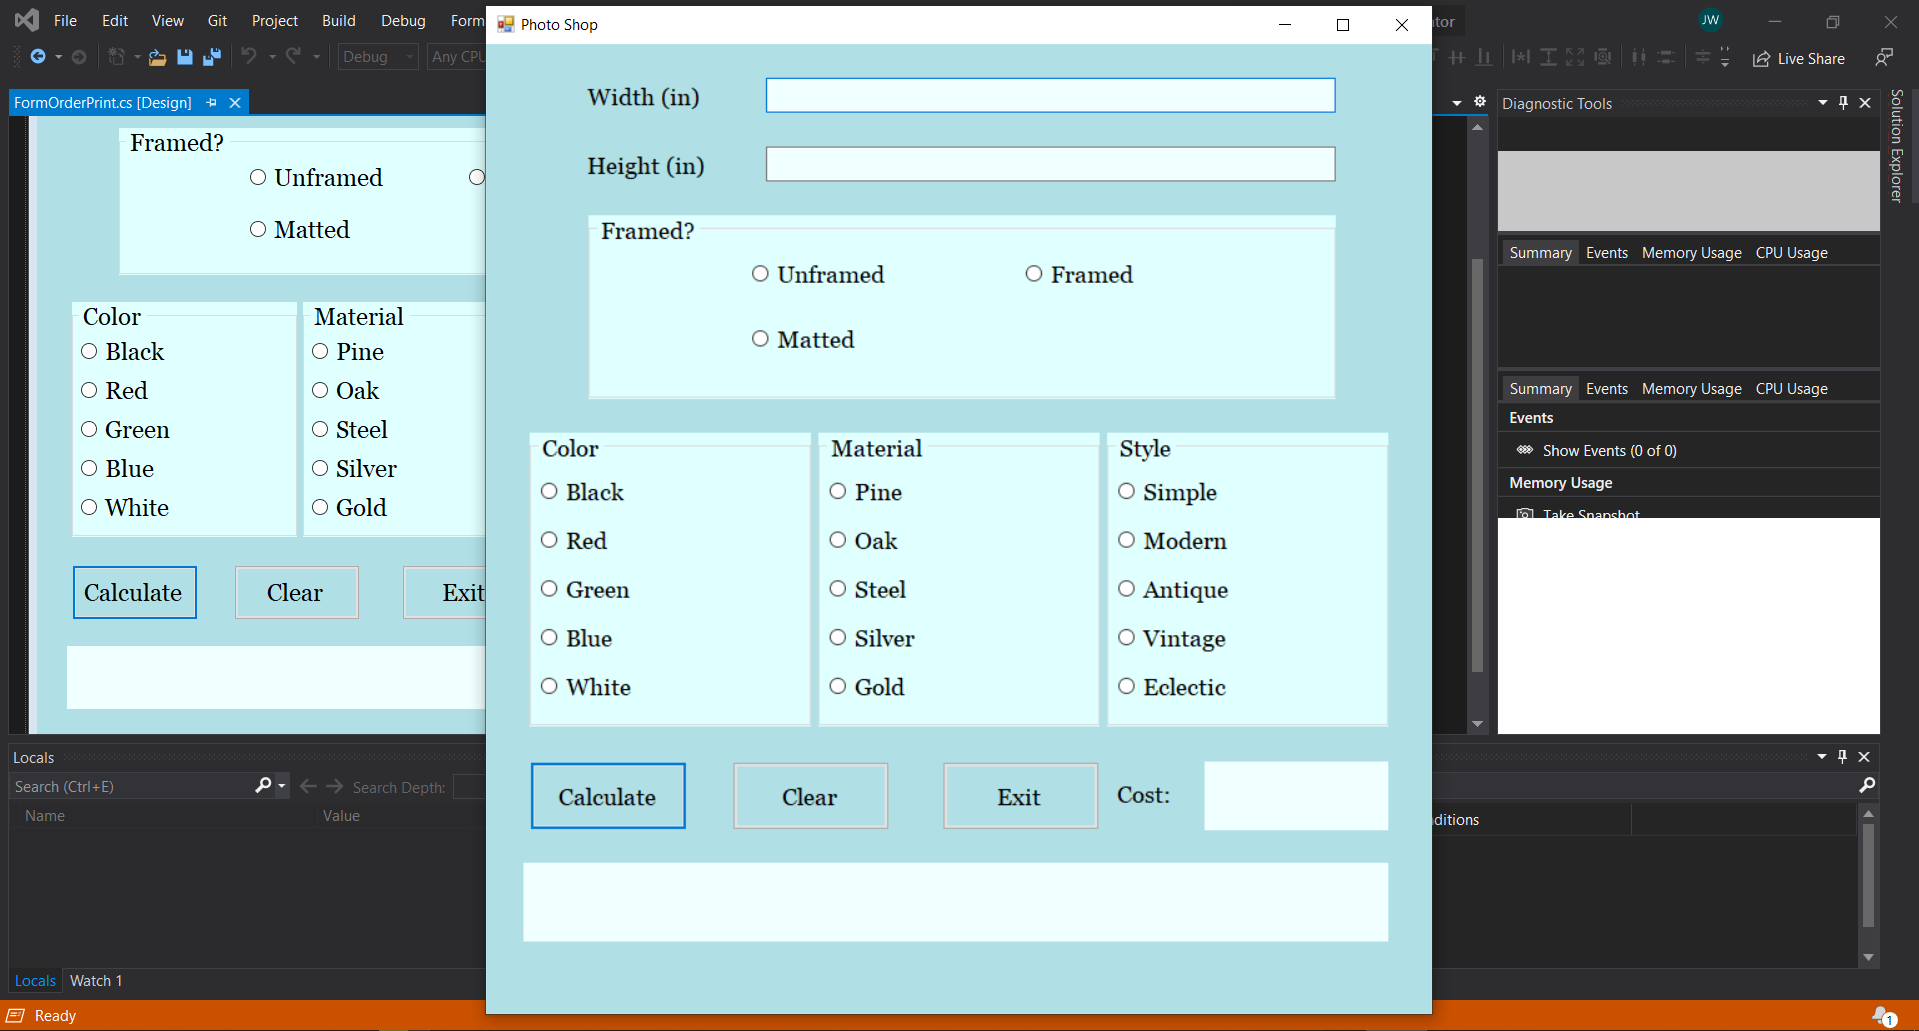 File Edit View Git Project Build Debug Form
Photo Shop
ator
JW
Debug
Any CPU
Live Share
FormOrderPrint.cs [Design]
Framed?
Unframed
Matted
Color
Black
Red
Green
Blue
White
Material
Pine
Oak
Steel
Silver
Gold
Calculate
Clear
Exit
Width (in)
Height (in)
Framed?
Unframed
Framed
Matted
Color
Black
Red
Green
Blue
White
Material
Pine
Oak
Steel
Silver
Gold
Style
Simple
Modern
Antique
Vintage
Eclectic
Calculate
Clear
Exit
Cost:
Diagnostic Tools
Summary Events Memory Usage CPU Usage
Summary Events Memory Usage CPU Usage
Events
Show Events (0 of 0)
Memory Usage
Take Snapshot
Solution Explorer
Locals
Search (Ctrl+E)
Search Depth:
Name
Value
nditions
Locals
Watch 1
Ready
1